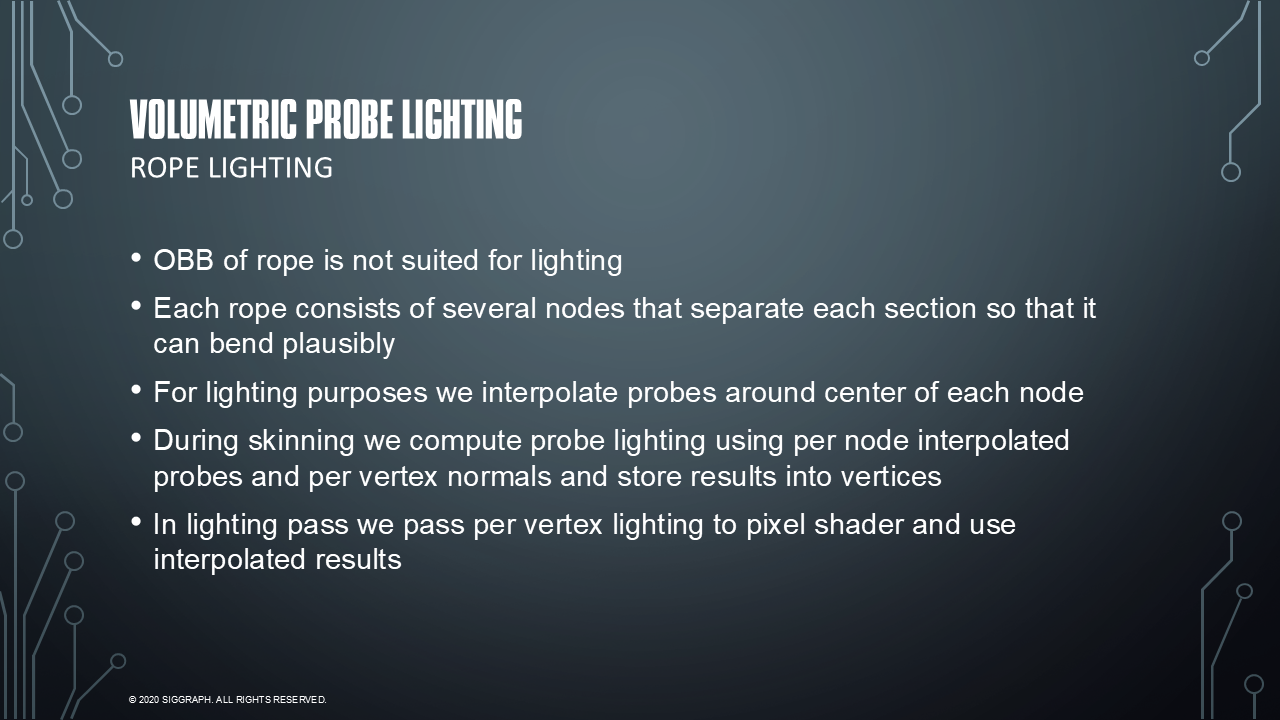 VOLUMETRIC PROBE LIGHTING
ROPE LIGHTING
• OBB of rope is not suited for lighting
• Each rope consists of several nodes that separate each section so that it
can bend plausibly
• For lighting purposes we interpolate probes around center of each node
• During skinning we compute probe lighting using per node interpolated
probes and per vertex normals and store results into vertices
• In lighting pass we pass per vertex lighting to pixel shader and use
interpolated results
© 2020 SIGGRAPH. ALL RIGHTS RESERVED.